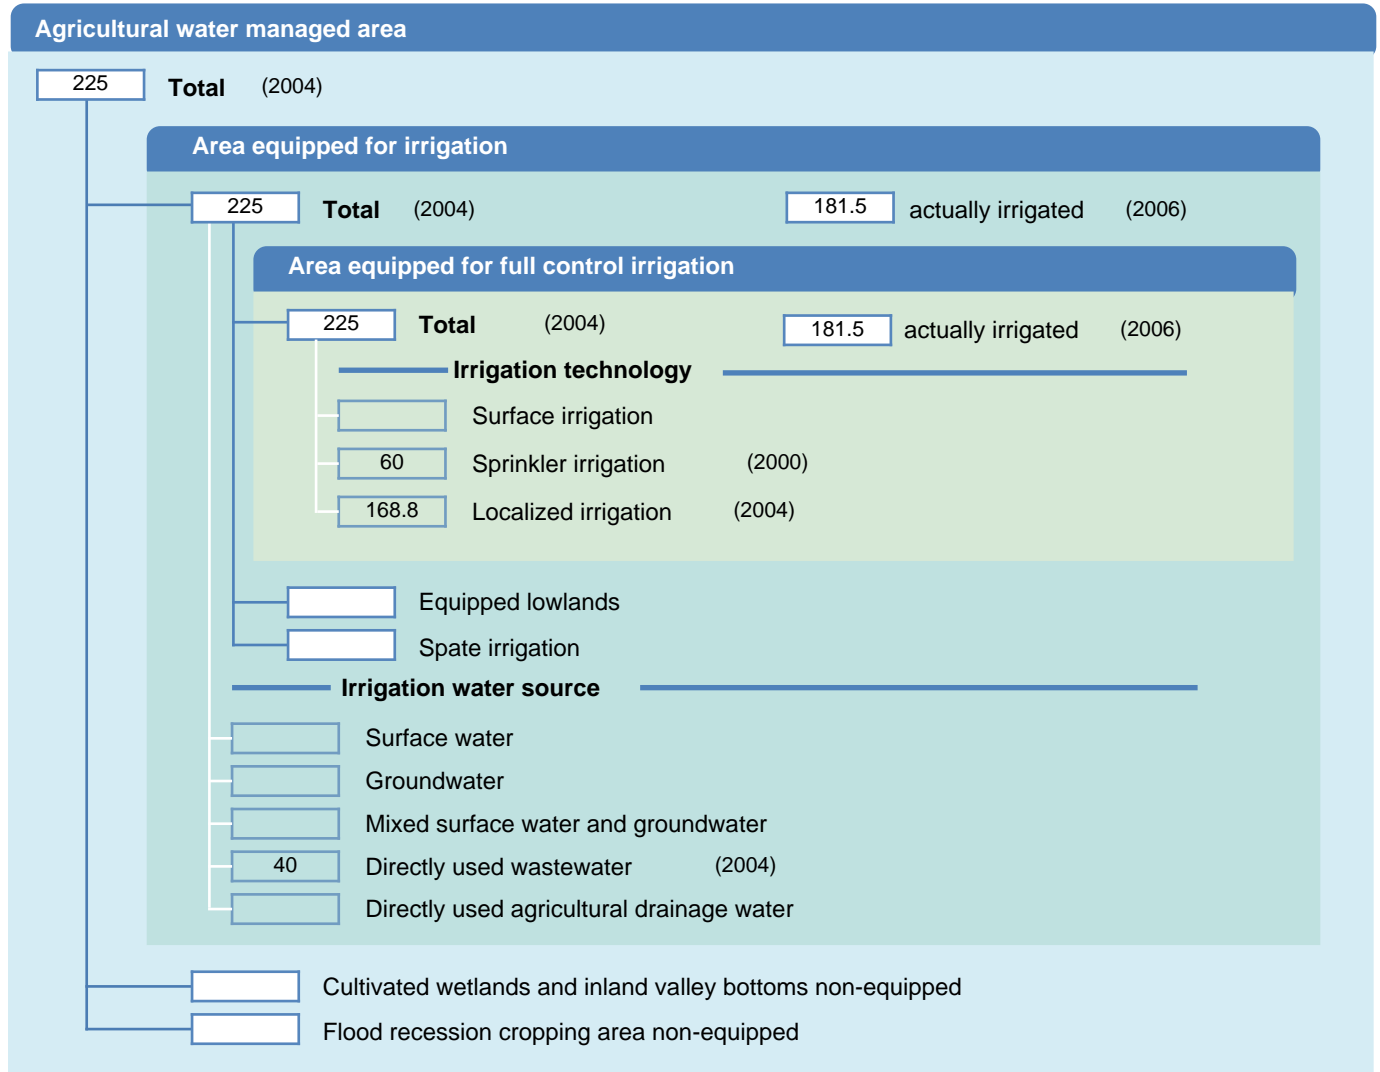 Agricultural water managed area
225 Total (2004)
Area equipped for irrigation
225 Total (2004) 181.5 actually irrigated (2006)
Area equipped for full control irrigation
225 Total (2004) 181.5 actually irrigated (2006)
Irrigation technology
Surface irrigation
60 Sprinkler irrigation (2000)
168.8 Localized irrigation (2004)
Equipped lowlands
Spate irrigation
Irrigation water source
Surface water
Groundwater
Mixed surface water and groundwater
40 Directly used wastewater (2004)
Directly used agricultural drainage water
Cultivated wetlands and inland valley bottoms non-equipped
Flood recession cropping area non-equipped